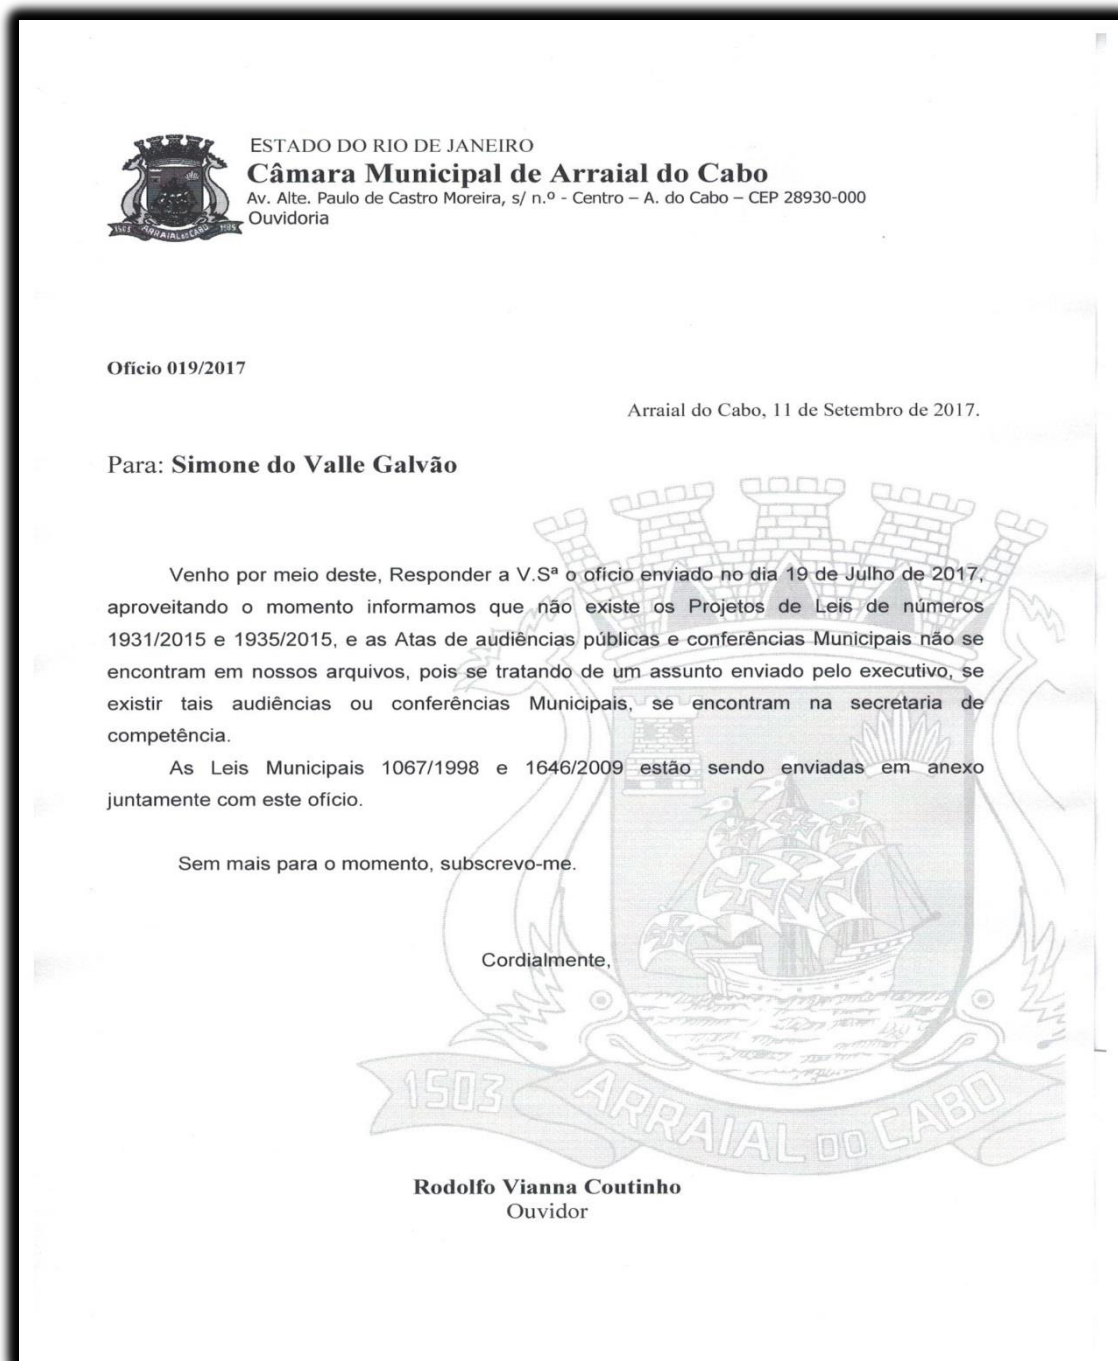 ESTADO DO RIO DE JANEIRO
Câmara Municipal de Arraial do Cabo
Av. Alte. Paulo de Castro Moreira, s/ n.º - Centro – A. do Cabo – CEP 28930-000
Ouvidoria
1503 ARRAIAL DO CABO 1985
Ofício 019/2017
Arraial do Cabo, 11 de Setembro de 2017.
Para: Simone do Valle Galvão
Venho por meio deste, Responder a V.Sª o ofício enviado no dia 19 de Julho de 2017,
aproveitando o momento informamos que não existe os Projetos de Leis de números
1931/2015 e 1935/2015, e as Atas de audiências públicas e conferências Municipais não se
encontram em nossos arquivos, pois se tratando de um assunto enviado pelo executivo, se
existir tais audiências ou conferências Municipais, se encontram na secretaria de
competência.
As Leis Municipais 1067/1998 e 1646/2009 estão sendo enviadas em anexo
juntamente com este ofício.
Sem mais para o momento, subscrevo-me.
Cordialmente,
1503 ARRAIAL DO CABO
Rodolfo Vianna Coutinho
Ouvidor